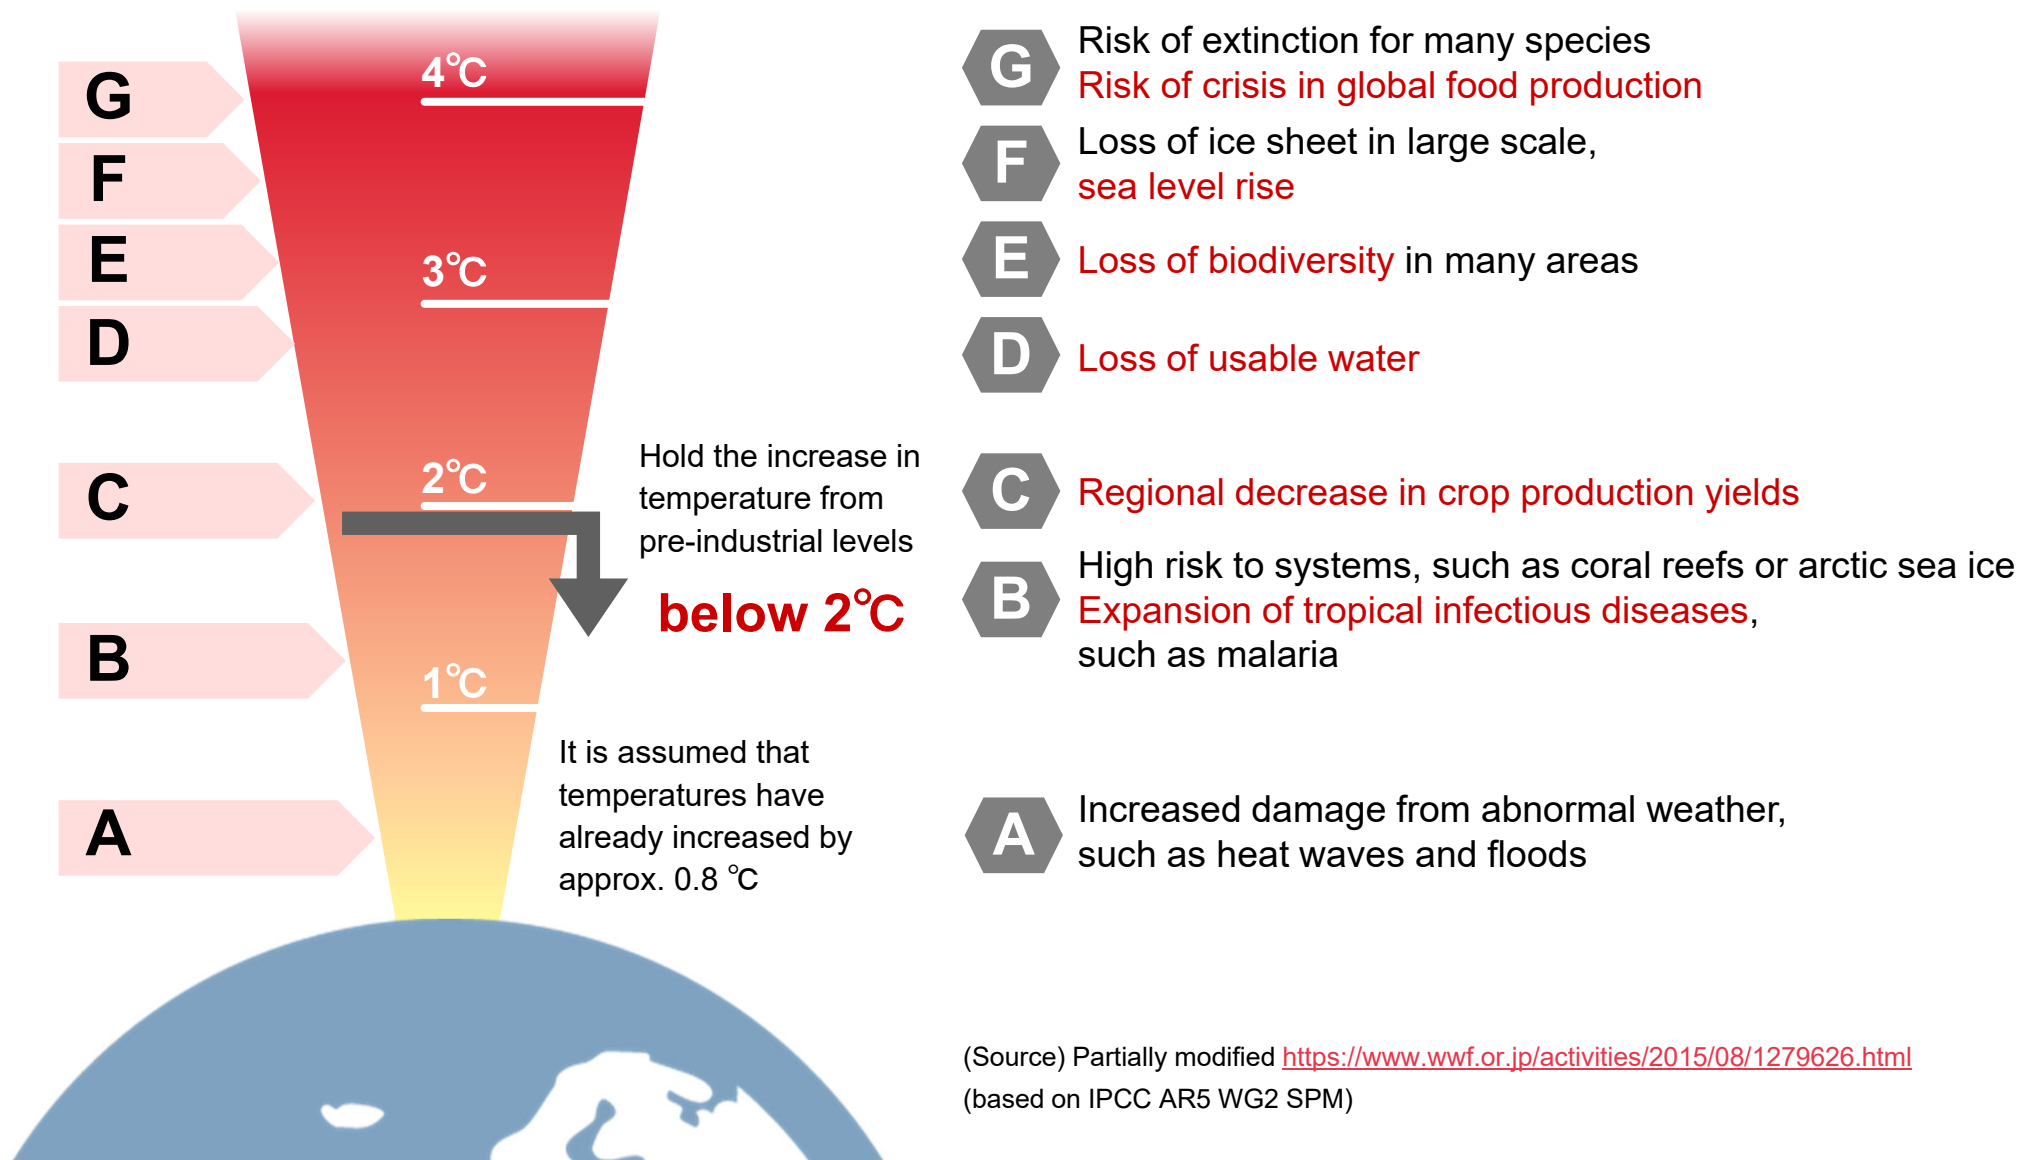 G
F
E
D
C
B
A
4℃
3℃
2℃
1℃
Hold the increase in
temperature from
pre-industrial levels
below 2℃
It is assumed that
temperatures have
already increased by
approx. 0.8 ℃
G
Risk of extinction for many species
Risk of crisis in global food production
F
Loss of ice sheet in large scale,
sea level rise
E
Loss of biodiversity in many areas
D
Loss of usable water
C
Regional decrease in crop production yields
B
High risk to systems, such as coral reefs or arctic sea ice
Expansion of tropical infectious diseases,
such as malaria
A
Increased damage from abnormal weather,
such as heat waves and floods
(Source) Partially modified https://www.wwf.or.jp/activities/2015/08/1279626.html
(based on IPCC AR5 WG2 SPM)